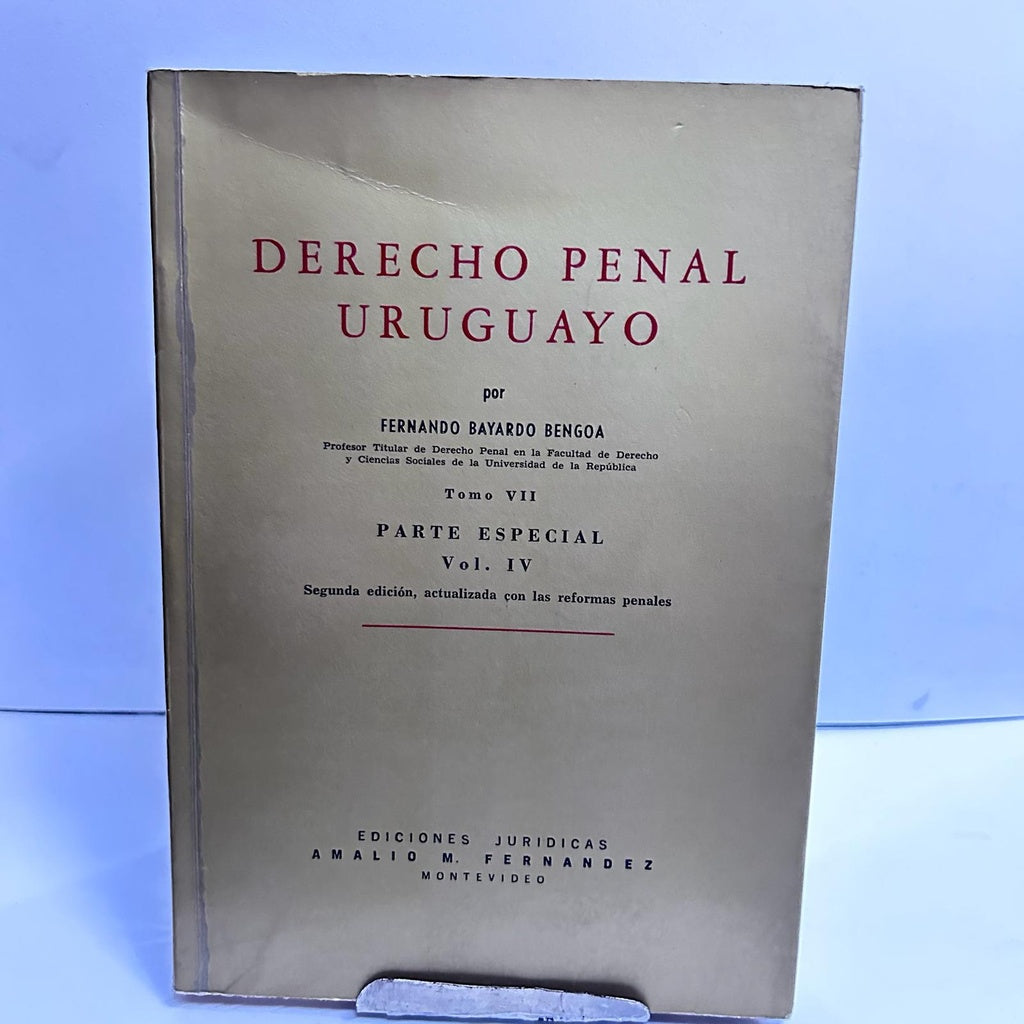 DERECHO PENAL
URUGUAYO
por
FERNANDO BAYARDO BENGOA
Profesor Titular de Derecho Penal en la Facultad de Derecho
y Ciencias Sociales de la Universidad de la República
Tomo VII
PARTE ESPECIAL
Vol. IV
Segunda edición, actualizada con las reformas penales
EDICIONES JURIDICAS
AMALIO M. FERNANDEZ
MONTEVIDEO